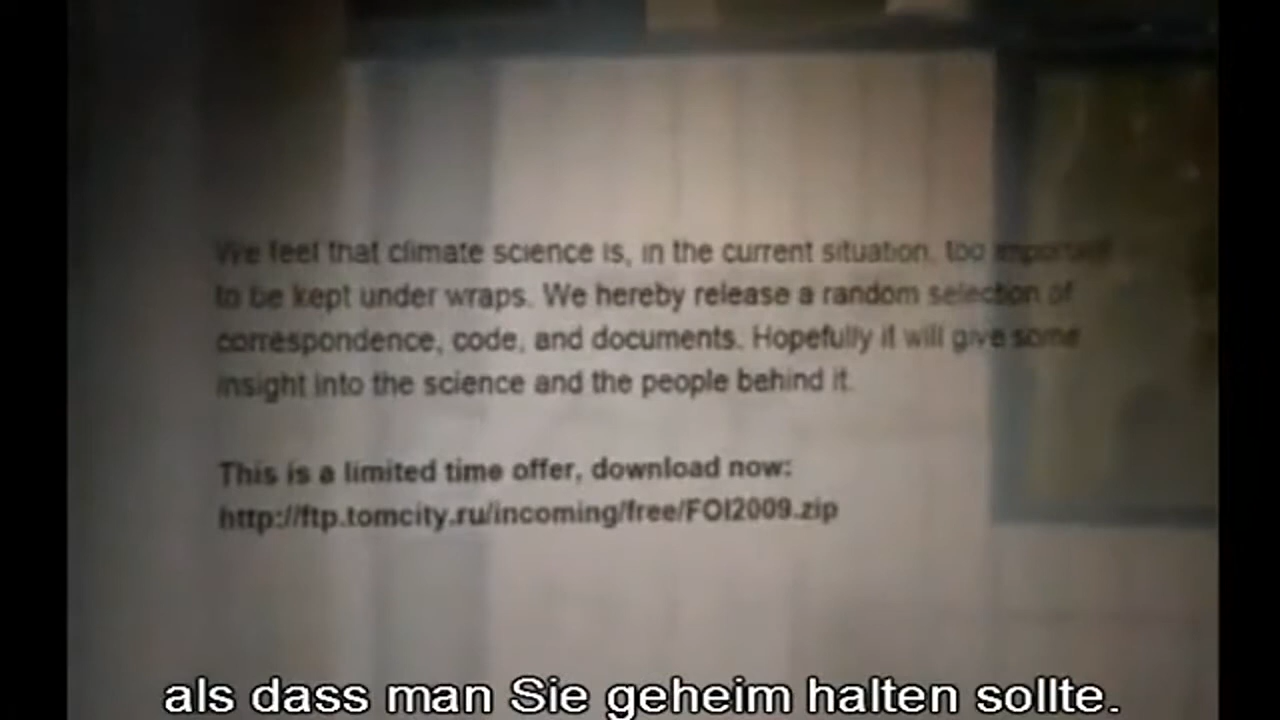 We feel that climate science is, in the current situation, too important
to be kept under wraps. We hereby release a random selection of
correspondence, code, and documents. Hopefully it will give some
insight into the science and the people behind it.
This is a limited time offer, download now:
http://ftp.tomcity.ru/incoming/free/FOI2009.zip
als dass man Sie geheim halten sollte.